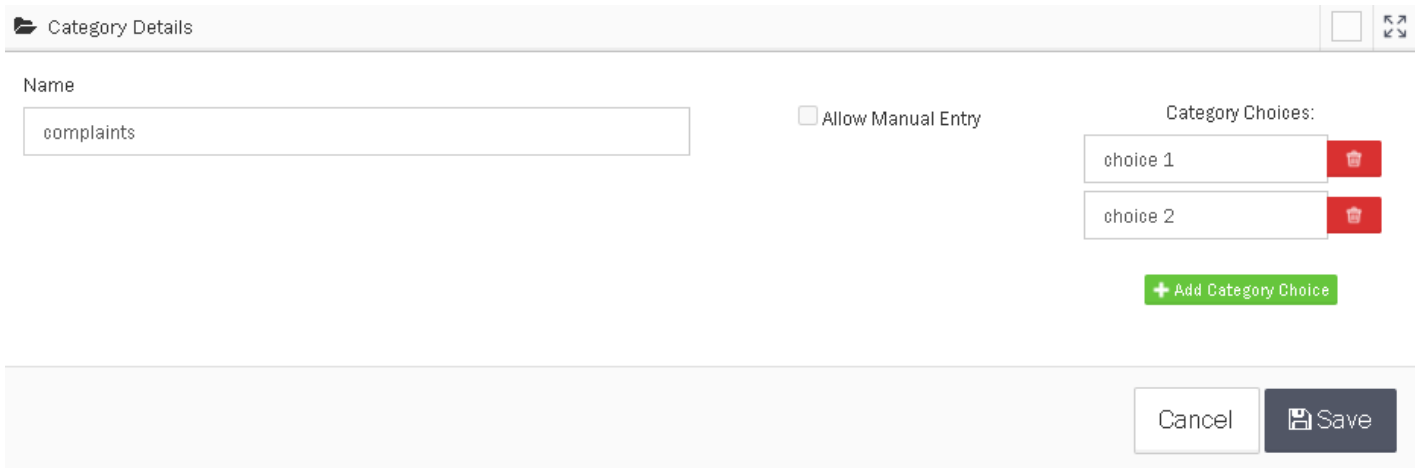 Category Details
Name
complaints
Allow Manual Entry
Category Choices:
choice 1
choice 2
Add Category Choice
Cancel
Save